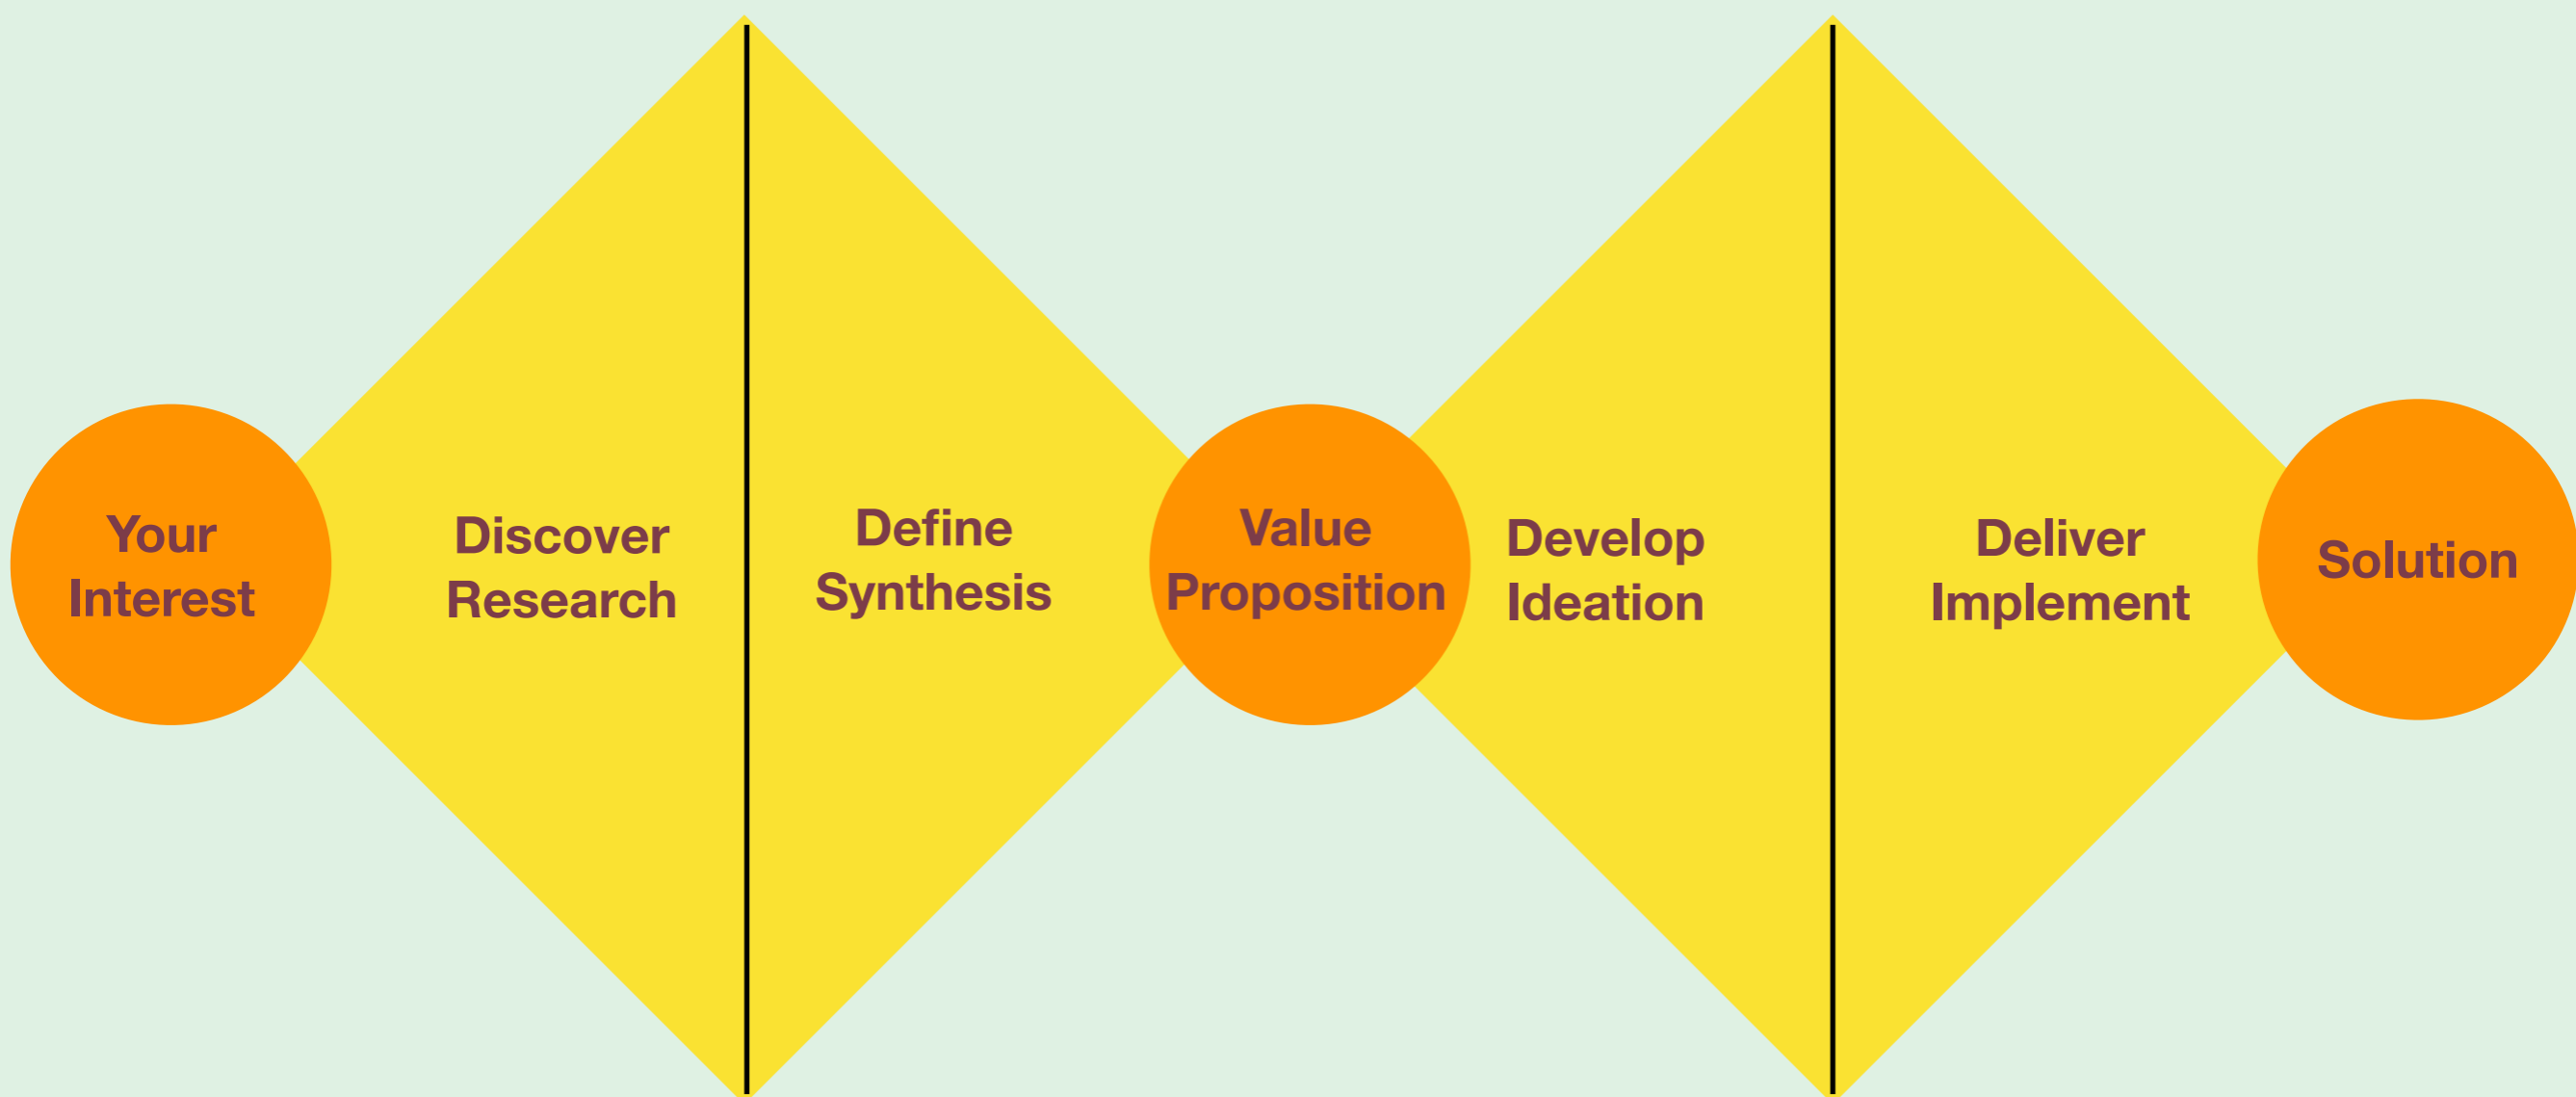 Your
Interest
Discover
Research
Define
Synthesis
Value
Proposition
Develop
Ideation
Deliver
Implement
Solution